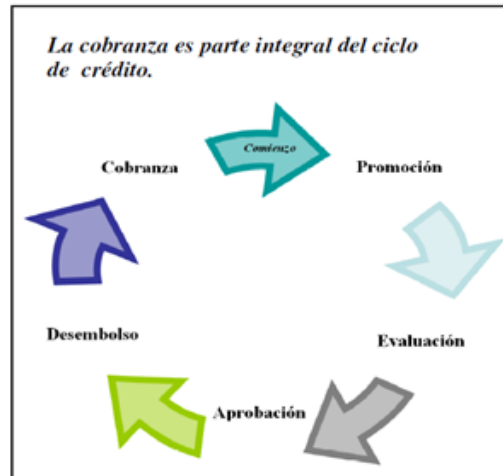 La cobranza es parte integral del ciclo
de crédito.
Comienzo
Cobranza
Promoción
Desembolso
Evaluación
Aprobación